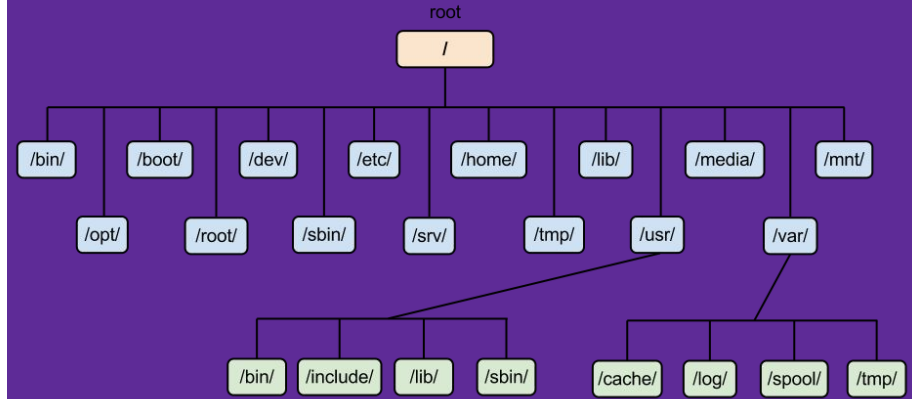 root
/
/bin/ /boot/ /dev/ /etc/ /home/ /lib/ /media/ /mnt/
/opt/ /root/ /sbin/ /srv/ /tmp/ /usr/ /var/
/bin/ /include/ /lib/ /sbin/ /cache/ /log/ /spool/ /tmp/